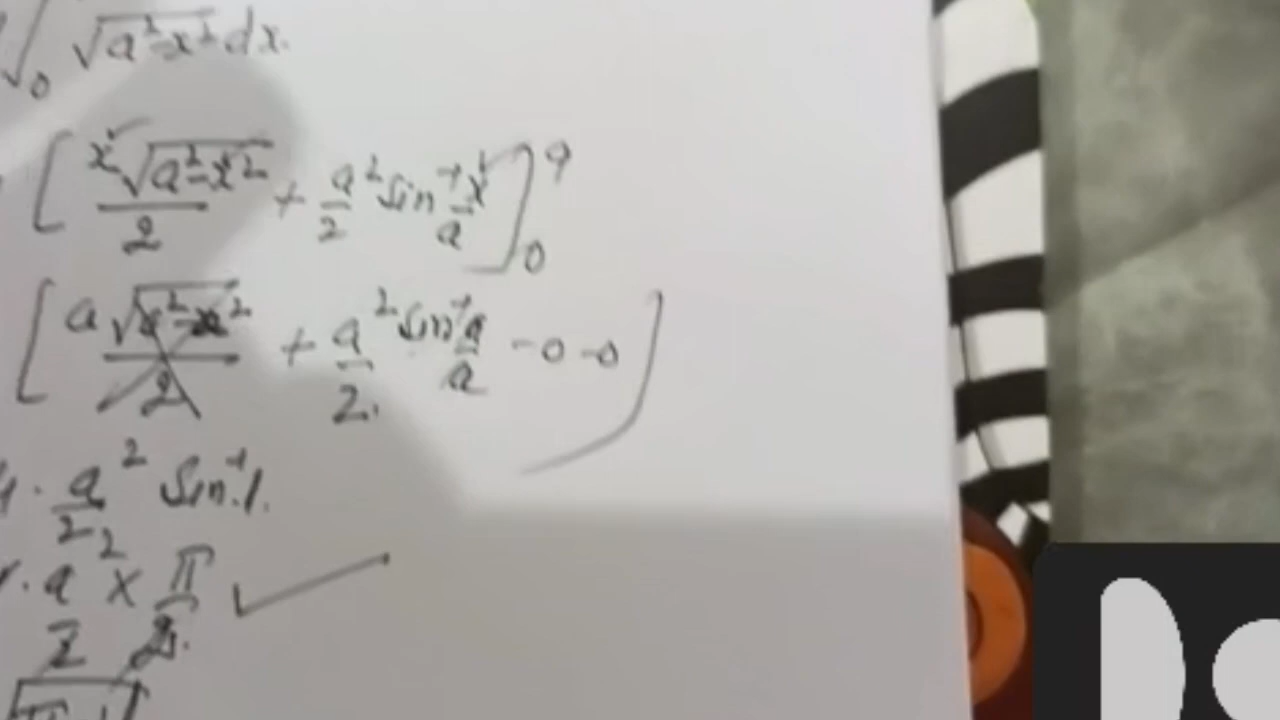 ∫₀ √a²-x² dx.
[ x√a²-x² / 2 + a²/2 sin⁻¹ x/a ]₀ᵃ
[ a√a²-a² / 2 + a²/2 sin⁻¹ a/a - 0 - 0 ]
4. a²/2 sin⁻¹ 1.
a²/2 × π/2.